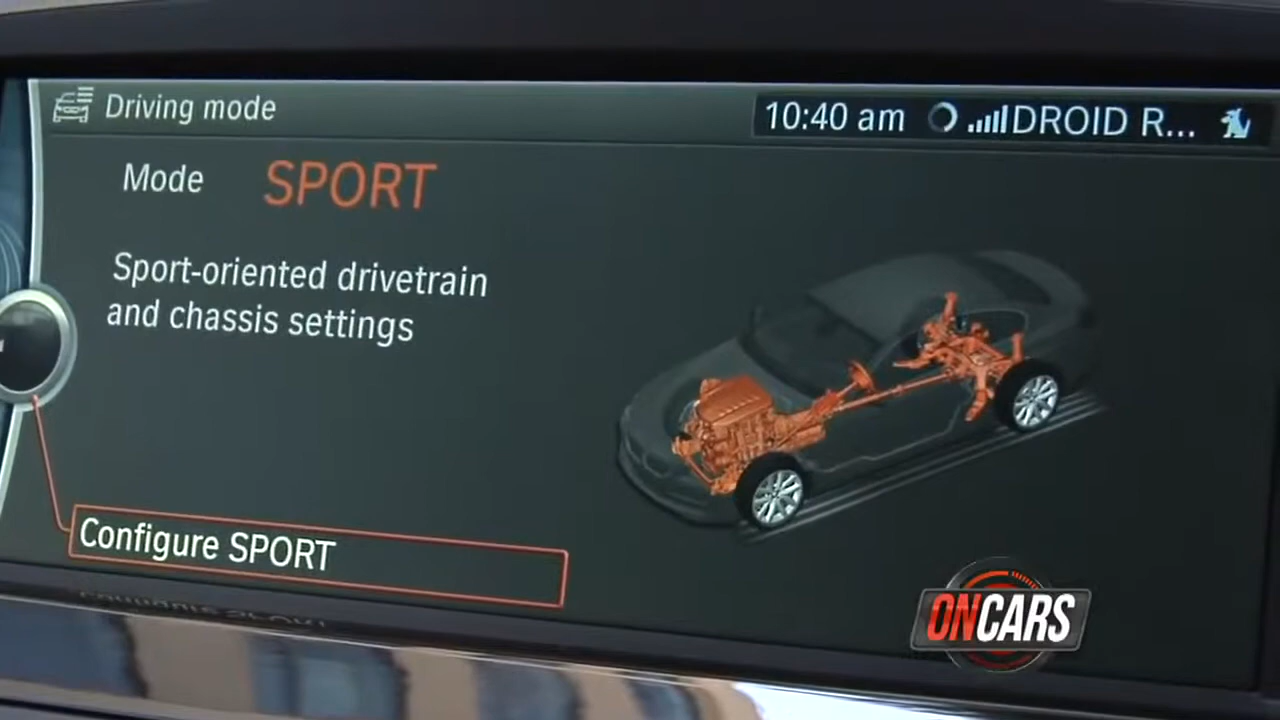 Driving mode
10:40 am DROID R...
Mode SPORT
Sport-oriented drivetrain
and chassis settings
Configure SPORT
ONCARS